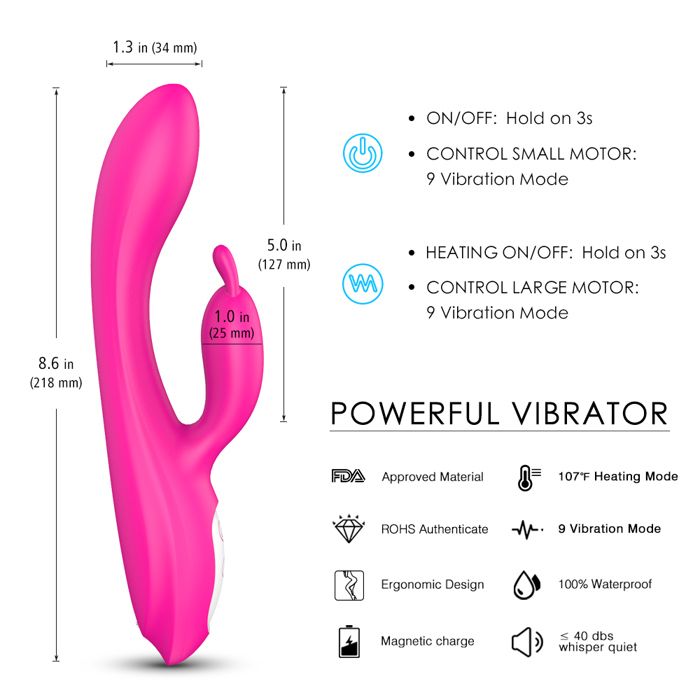 1.3 in (34 mm)
8.6 in
(218 mm)
5.0 in
(127 mm)
1.0 in
(25 mm)
• ON/OFF: Hold on 3s
• CONTROL SMALL MOTOR:
9 Vibration Mode
• HEATING ON/OFF: Hold on 3s
• CONTROL LARGE MOTOR:
9 Vibration Mode
POWERFUL VIBRATOR
FDA Approved Material
107℉ Heating Mode
ROHS Authenticate
9 Vibration Mode
Ergonomic Design
100% Waterproof
Magnetic charge
≤ 40 dbs
whisper quiet